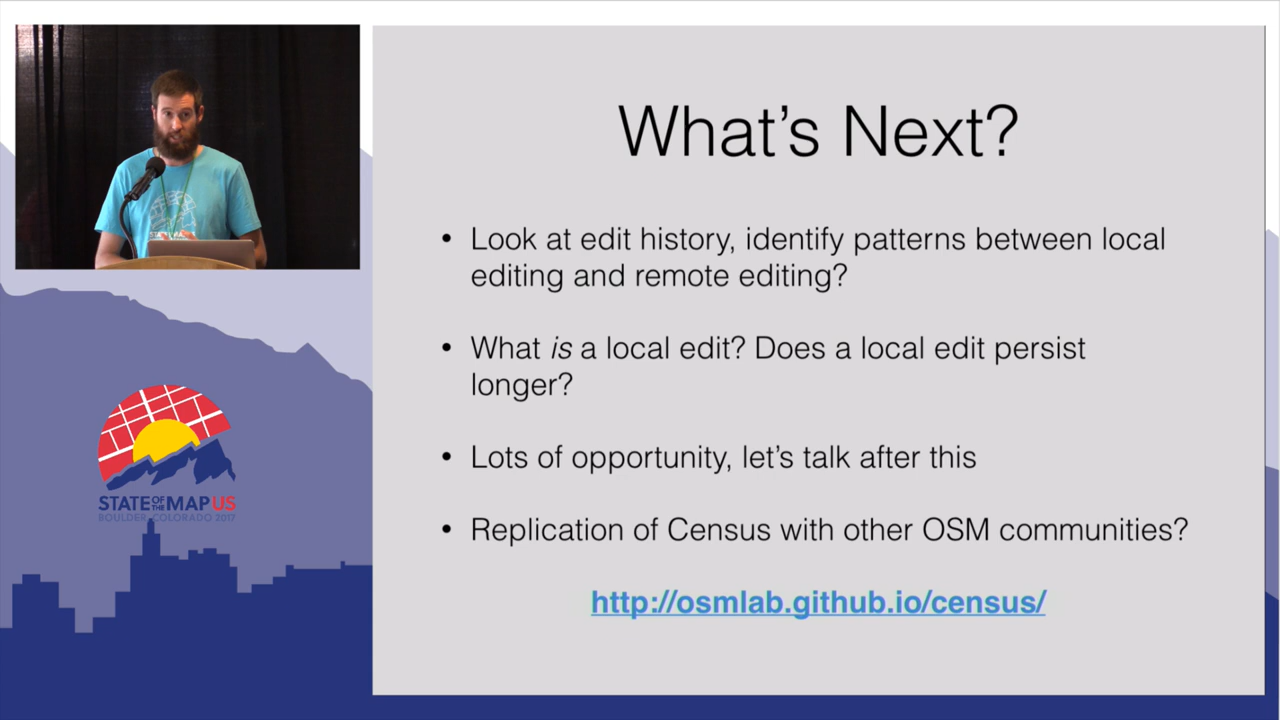 What's Next?
• Look at edit history, identify patterns between local
editing and remote editing?
• What is a local edit? Does a local edit persist
longer?
• Lots of opportunity, let's talk after this
• Replication of Census with other OSM communities?
http://osmlab.github.io/census/
STATE OF THE MAP US
BOULDER, COLORADO 2017